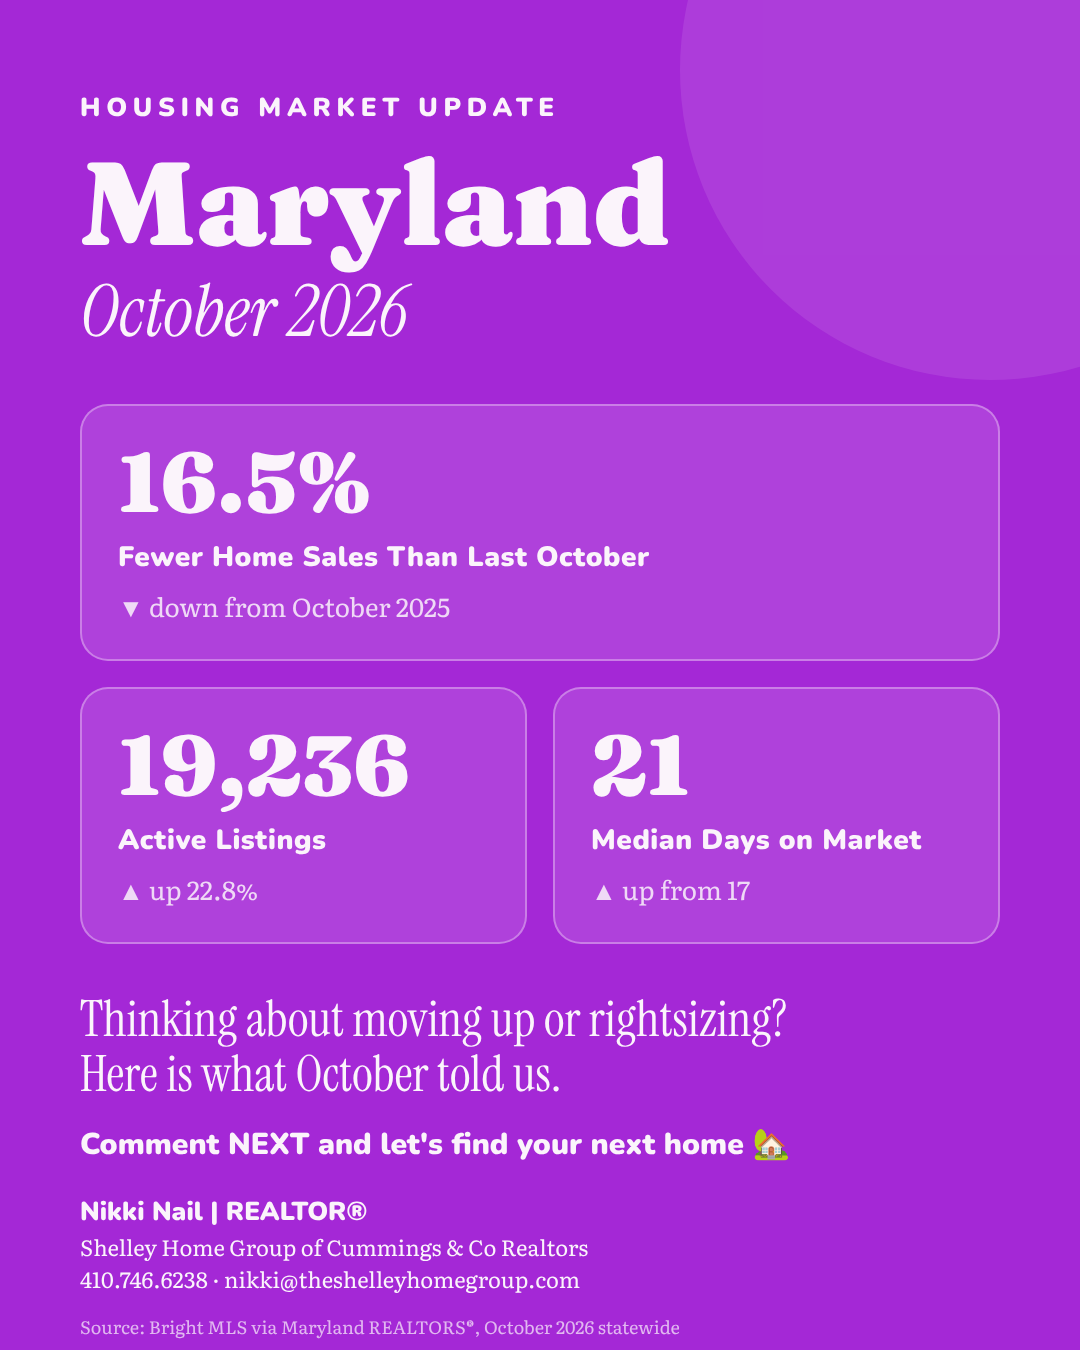 HOUSING MARKET UPDATE
Maryland
October 2026
16.5%
Fewer Home Sales Than Last October
▼ down from October 2025
19,236
Active Listings
▲ up 22.8%
21
Median Days on Market
▲ up from 17
Thinking about moving up or rightsizing?
Here is what October told us.
Comment NEXT and let's find your next home 🏡
Nikki Nail | REALTOR®
Shelley Home Group of Cummings & Co Realtors
410.746.6238 · nikki@theshelleyhomegroup.com
Source: Bright MLS via Maryland REALTORS®, October 2026 statewide